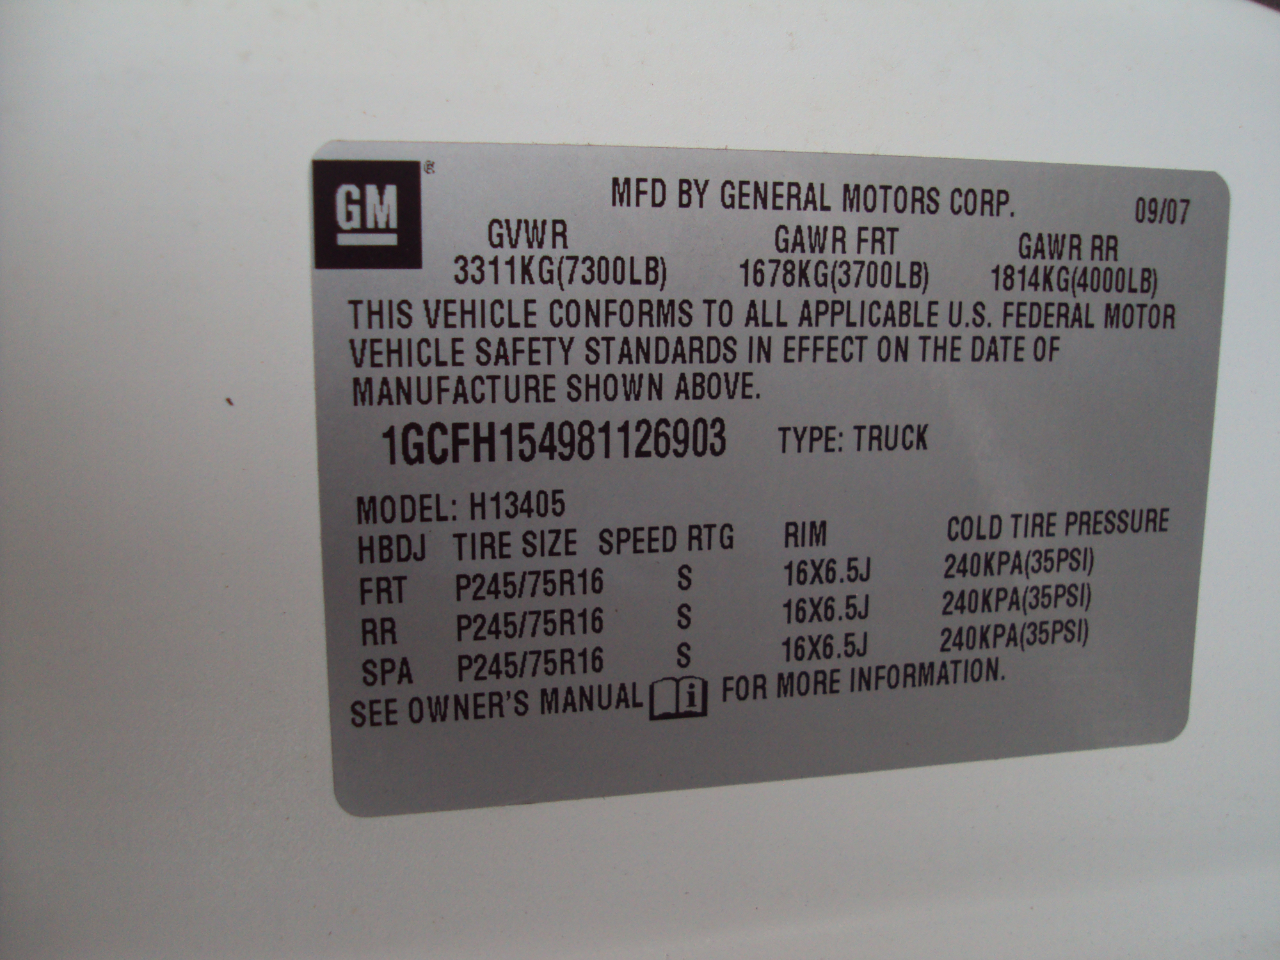 GM ®
MFD BY GENERAL MOTORS CORP. 09/07
GVWR GAWR FRT GAWR RR
3311KG(7300LB) 1678KG(3700LB) 1814KG(4000LB)
THIS VEHICLE CONFORMS TO ALL APPLICABLE U.S. FEDERAL MOTOR
VEHICLE SAFETY STANDARDS IN EFFECT ON THE DATE OF
MANUFACTURE SHOWN ABOVE.
1GCFH154981126903 TYPE: TRUCK
MODEL: H13405
HBDJ TIRE SIZE SPEED RTG RIM COLD TIRE PRESSURE
FRT P245/75R16 S 16X6.5J 240KPA(35PSI)
RR P245/75R16 S 16X6.5J 240KPA(35PSI)
SPA P245/75R16 S 16X6.5J 240KPA(35PSI)
SEE OWNER'S MANUAL i FOR MORE INFORMATION.